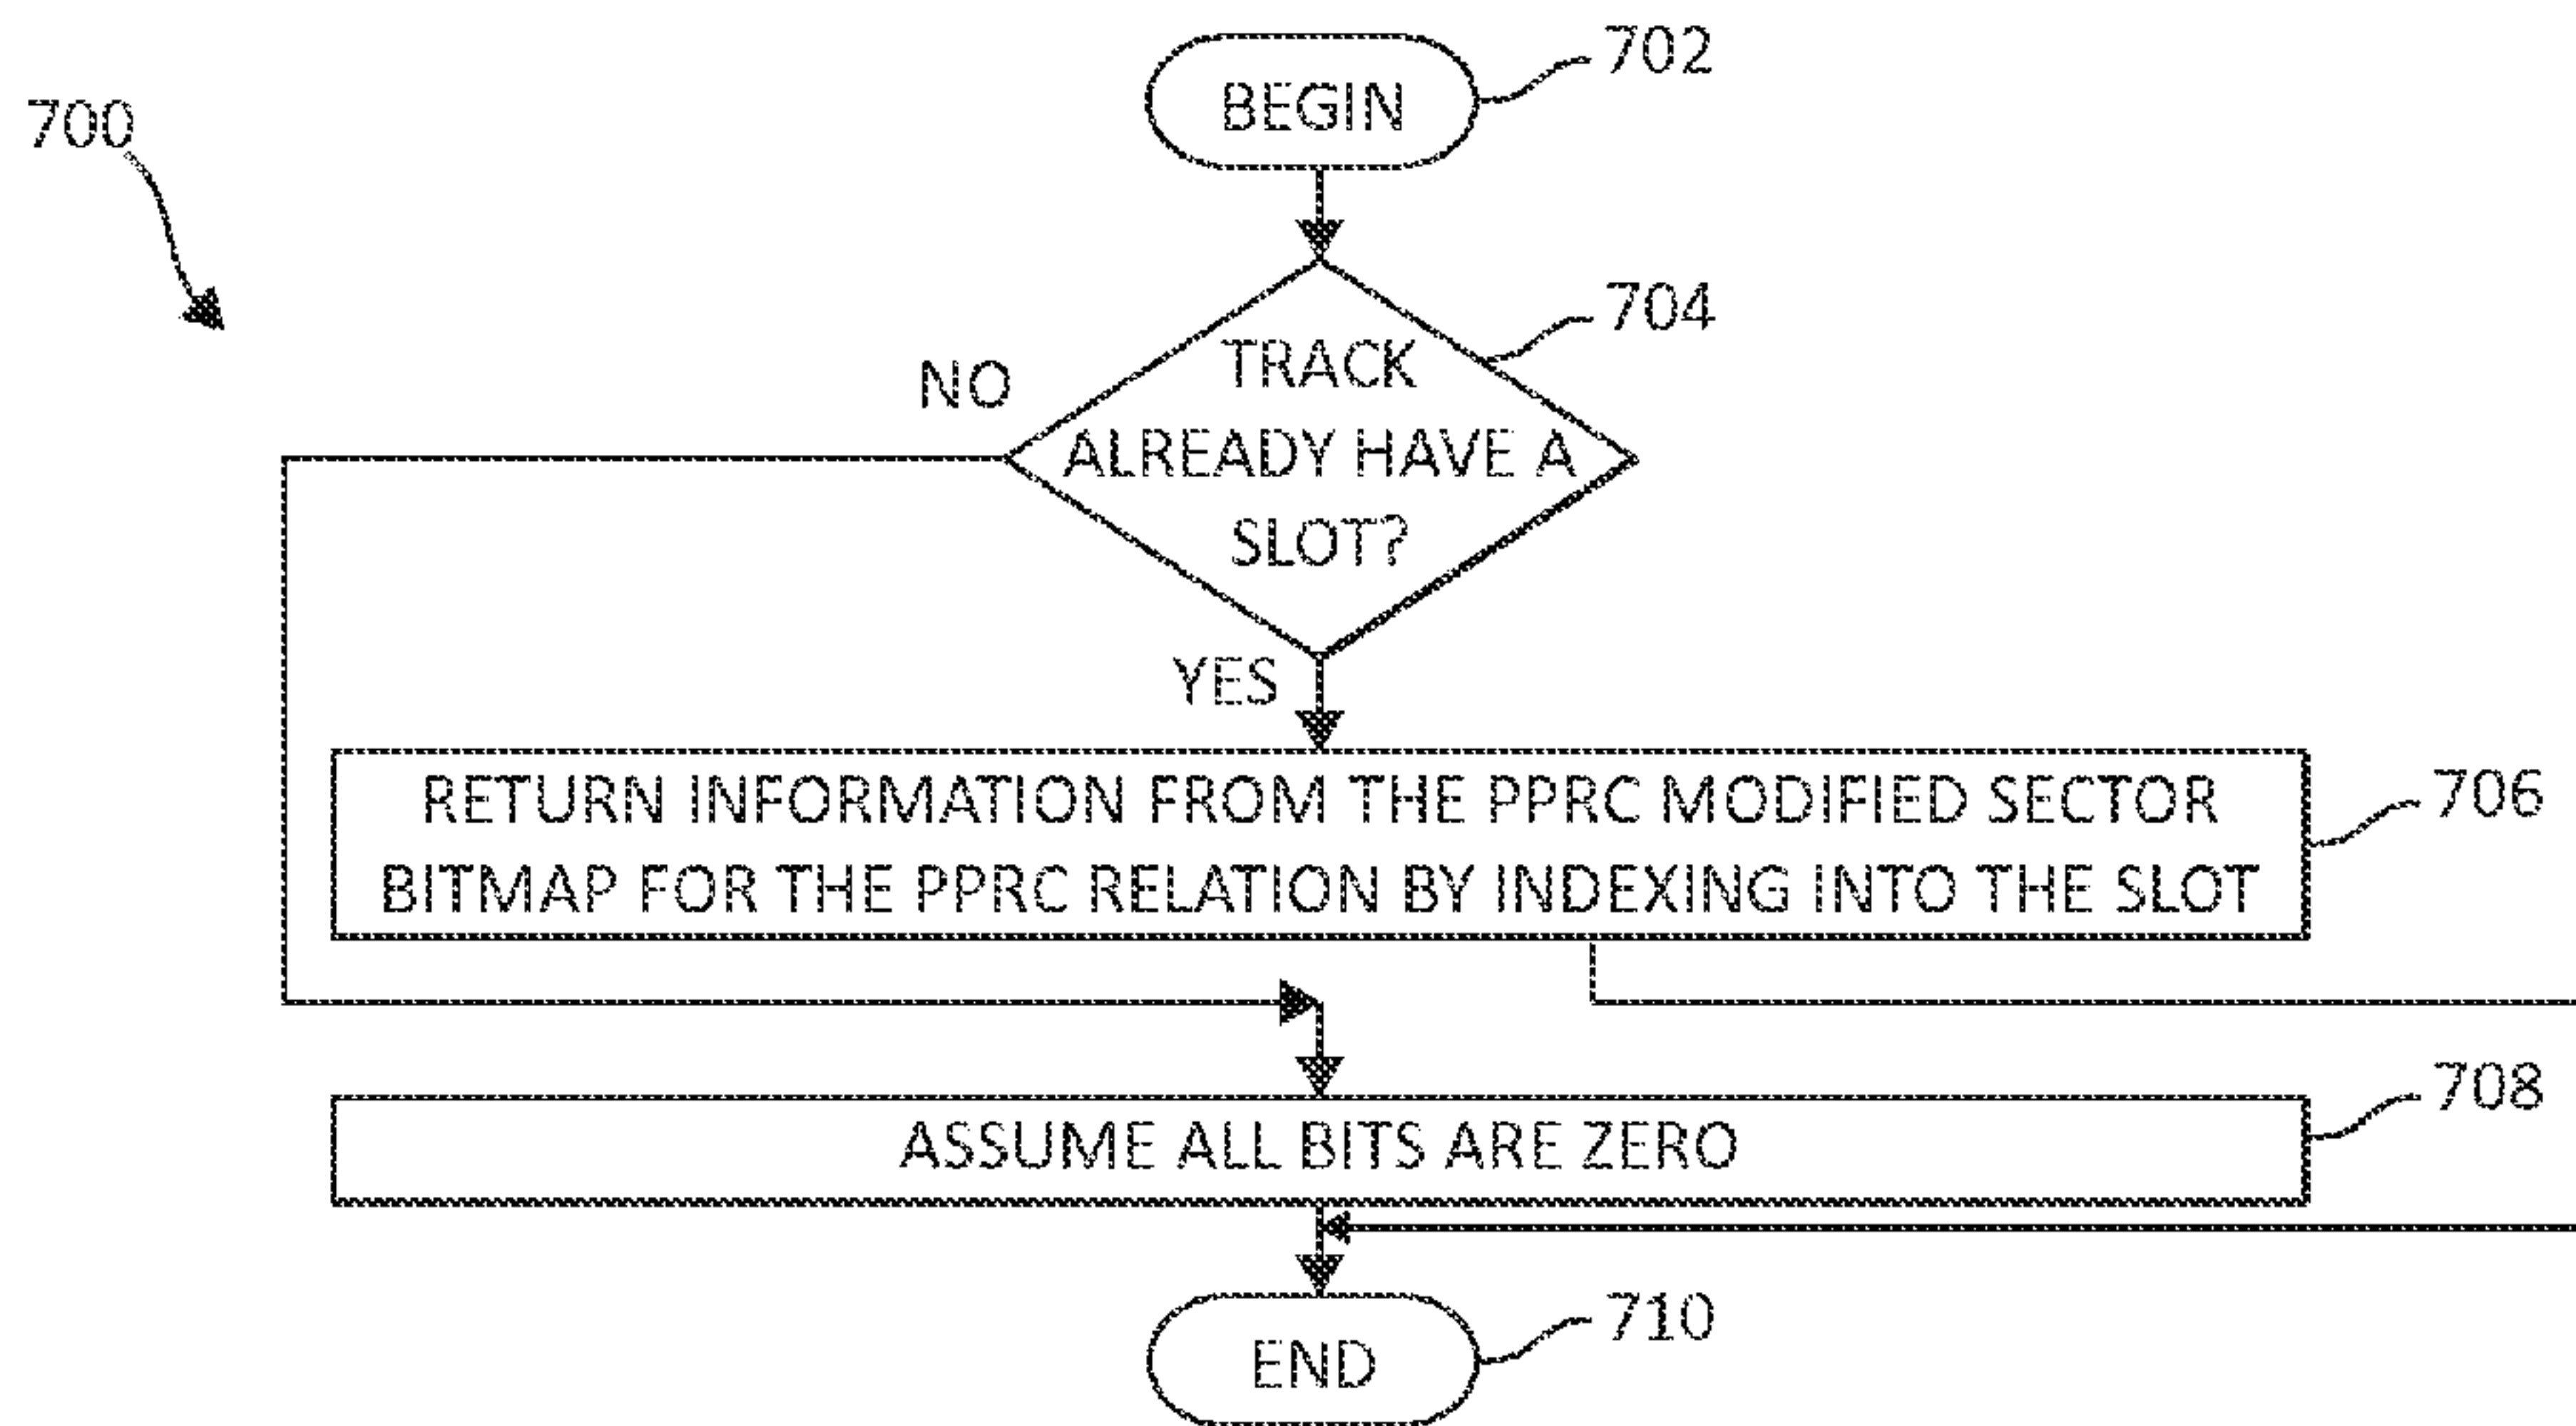 702
BEGIN
700
704
NO
TRACK
ALREADY HAVE A
SLOT?
YES
RETURN INFORMATION FROM THE PPRC MODIFIED SECTOR
BITMAP FOR THE PPRC RELATION BY INDEXING INTO THE SLOT
706
708
ASSUME ALL BITS ARE ZERO
710
END